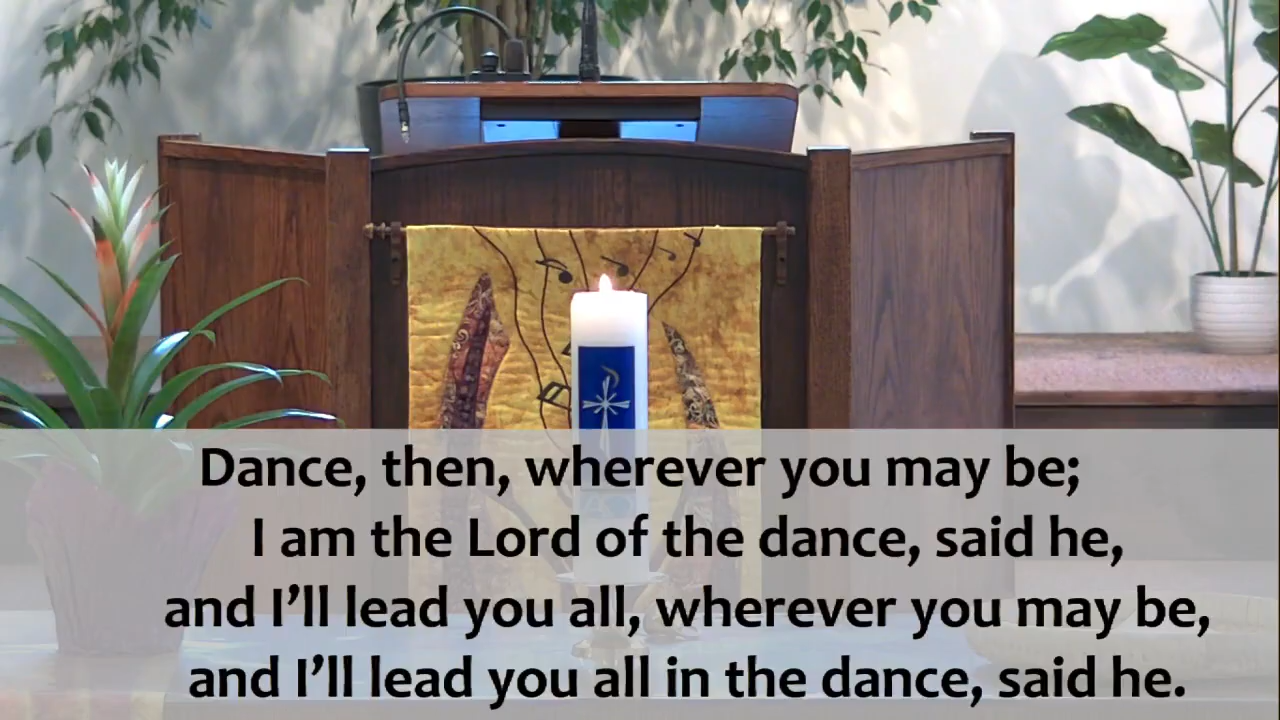 Dance, then, wherever you may be;
I am the Lord of the dance, said he,
and I’ll lead you all, wherever you may be,
and I’ll lead you all in the dance, said he.